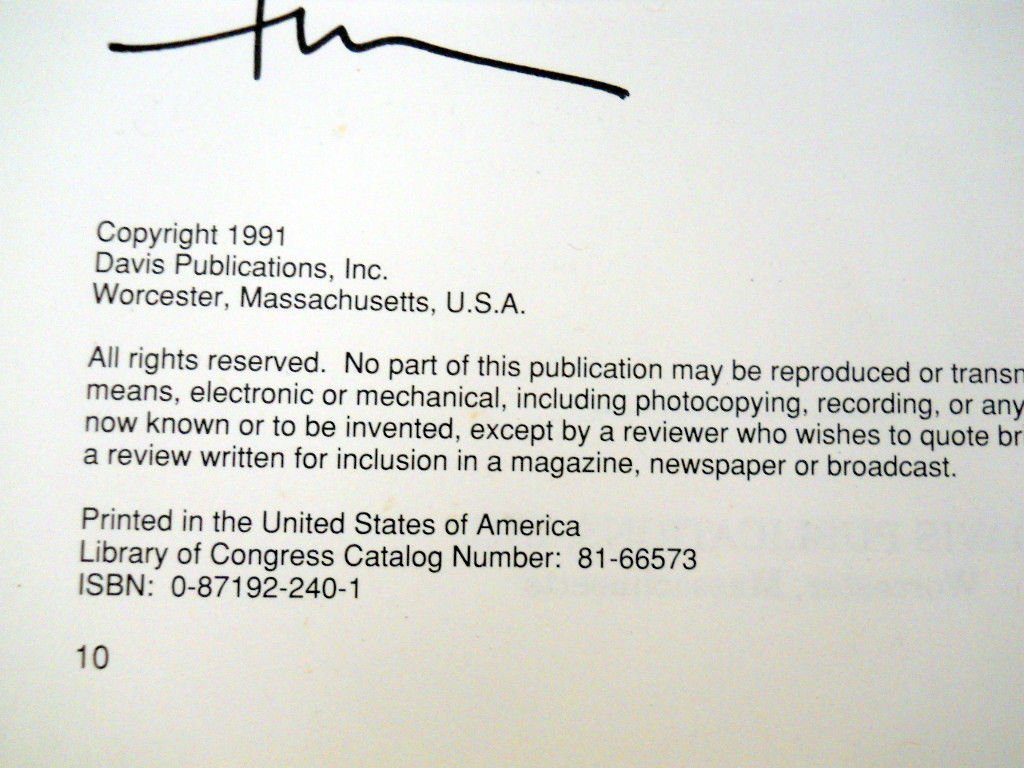 Copyright 1991
Davis Publications, Inc.
Worcester, Massachusetts, U.S.A.
All rights reserved.  No part of this publication may be reproduced or transm
means, electronic or mechanical, including photocopying, recording, or any
now known or to be invented, except by a reviewer who wishes to quote br
a review written for inclusion in a magazine, newspaper or broadcast.
Printed in the United States of America
Library of Congress Catalog Number:  81-66573
ISBN:  0-87192-240-1
10